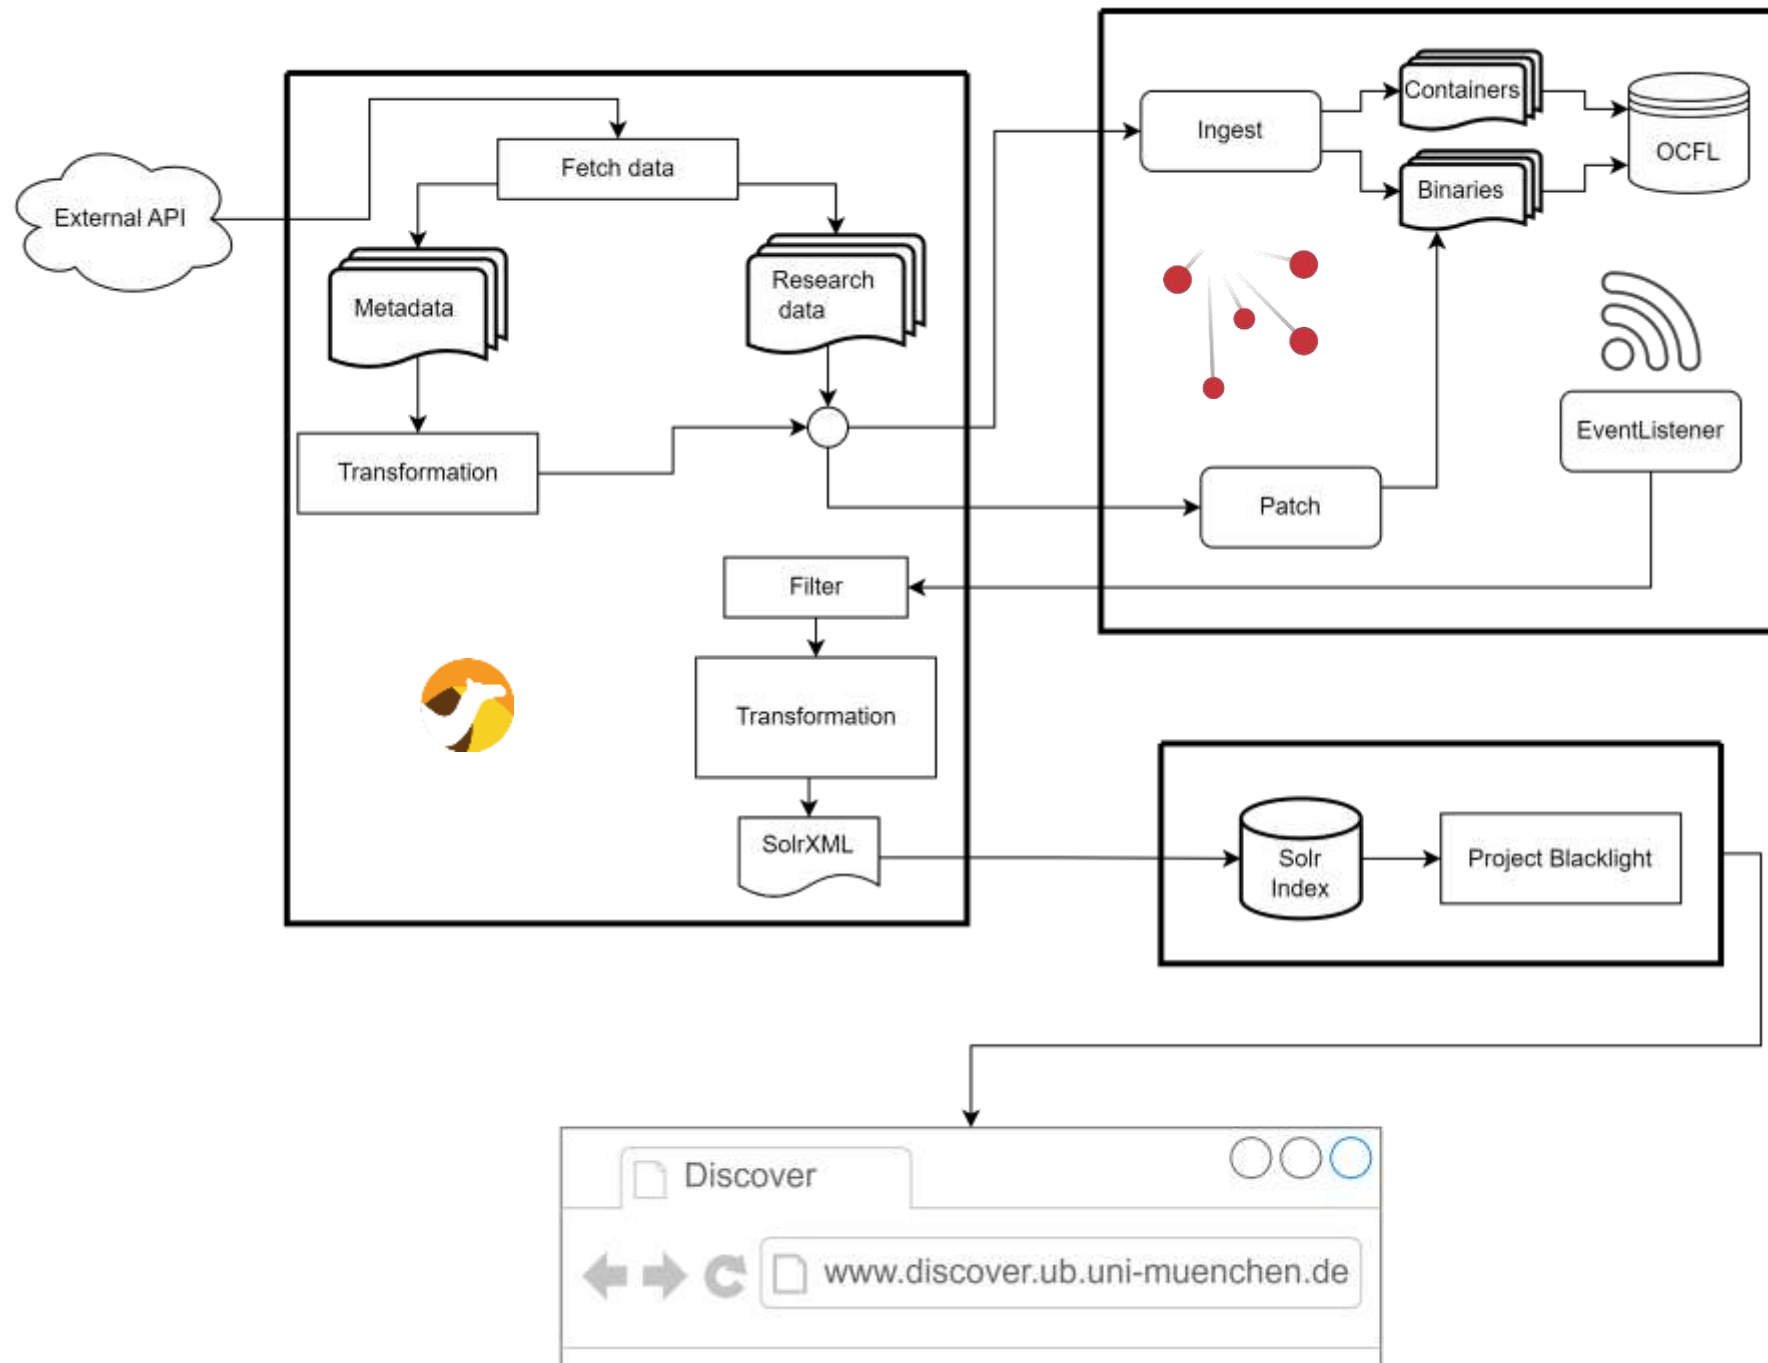 External API
Fetch data
Metadata
Research
data
Transformation
Filter
Transformation
SolrXML
Ingest
Containers
Binaries
OCFL
EventListener
Patch
Solr
Index
Project Blacklight
Discover
www.discover.ub.uni-muenchen.de